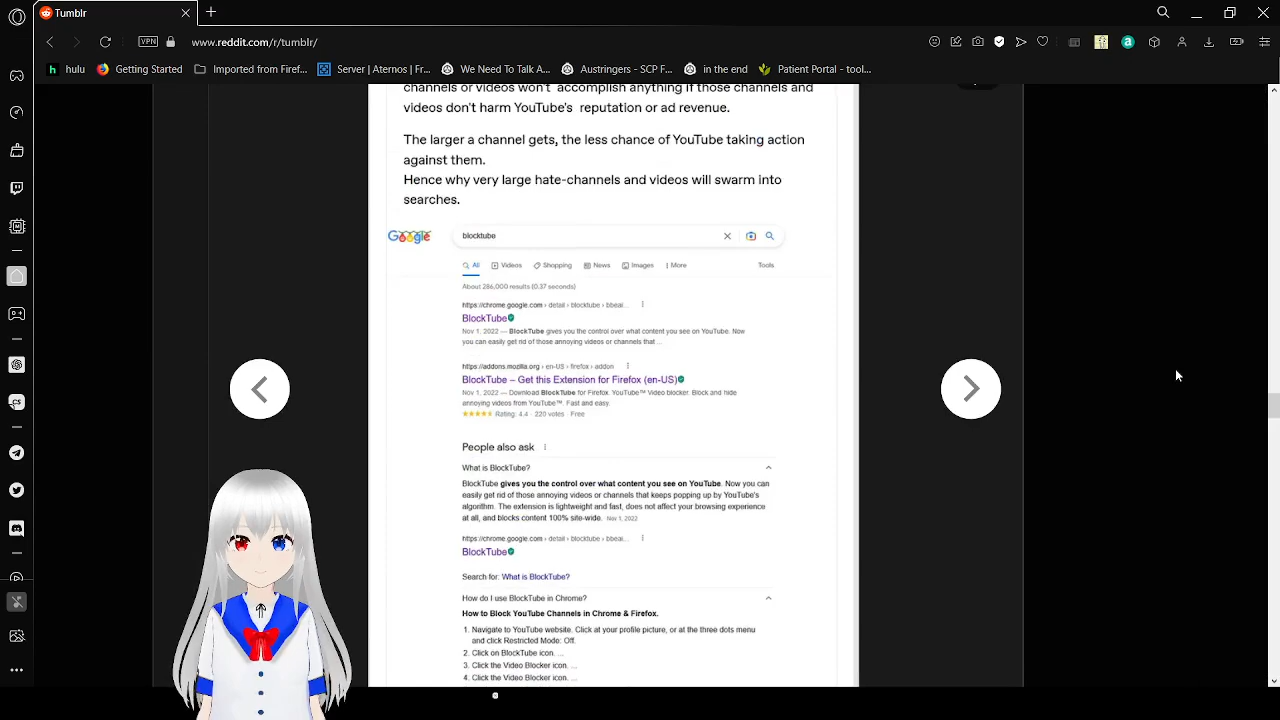 Tumblr
VPN
www.reddit.com/r/tumblr/
hulu
Getting Started
Imported from Firef...
Server | Aternos | Fr...
We Need To Talk A...
Austringers - SCP F...
in the end
Patient Portal - tool...
channels or videos won't accomplish anything if those channels and
videos don't harm YouTube's reputation or ad revenue.
The larger a channel gets, the less chance of YouTube taking action
against them.
Hence why very large hate-channels and videos will swarm into
searches.
Google
blocktube
All
Videos
Shopping
News
Images
More
Tools
About 286,000 results (0.37 seconds)
https://chrome.google.com › detail › blocktube › bbeai...
BlockTube
Nov 1, 2022 — BlockTube gives you the control over what content you see on YouTube. Now
you can easily get rid of those annoying videos or channels that ...
https://addons.mozilla.org › en-US › firefox › addon
BlockTube – Get this Extension for Firefox (en-US)
Nov 1, 2022 — Download BlockTube for Firefox. YouTube™ Video blocker. Block and hide
annoying videos from YouTube™. Fast and easy.
Rating: 4.4 · 220 votes · Free
People also ask
What is BlockTube?
BlockTube gives you the control over what content you see on YouTube. Now you can
easily get rid of those annoying videos or channels that keeps popping up by YouTube's
algorithm. The extension is lightweight and fast, does not affect your browsing experience
at all, and blocks content 100% site-wide. Nov 1, 2022
https://chrome.google.com › detail › blocktube › bbeai...
BlockTube
Search for: What is BlockTube?
How do I use BlockTube in Chrome?
How to Block YouTube Channels in Chrome & Firefox.
1. Navigate to YouTube website. Click at your profile picture, or at the three dots menu
and click Restricted Mode: Off.
2. Click on BlockTube icon. ...
3. Click the Video Blocker icon. ...
4. Click the Video Blocker icon. ...